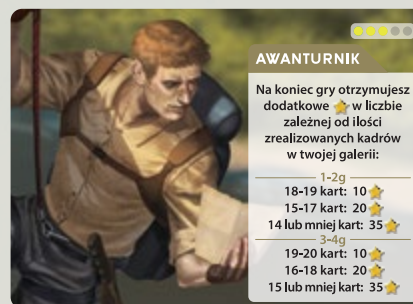 AWANTURNIK
Na koniec gry otrzymujesz
dodatkowe w liczbie
zależnej od ilości
zrealizowanych kadrów
w twojej galerii:
1-2g
18-19 kart: 10
15-17 kart: 20
14 lub mniej kart: 35
3-4g
19-20 kart: 10
16-18 kart: 20
15 lub mniej kart: 35